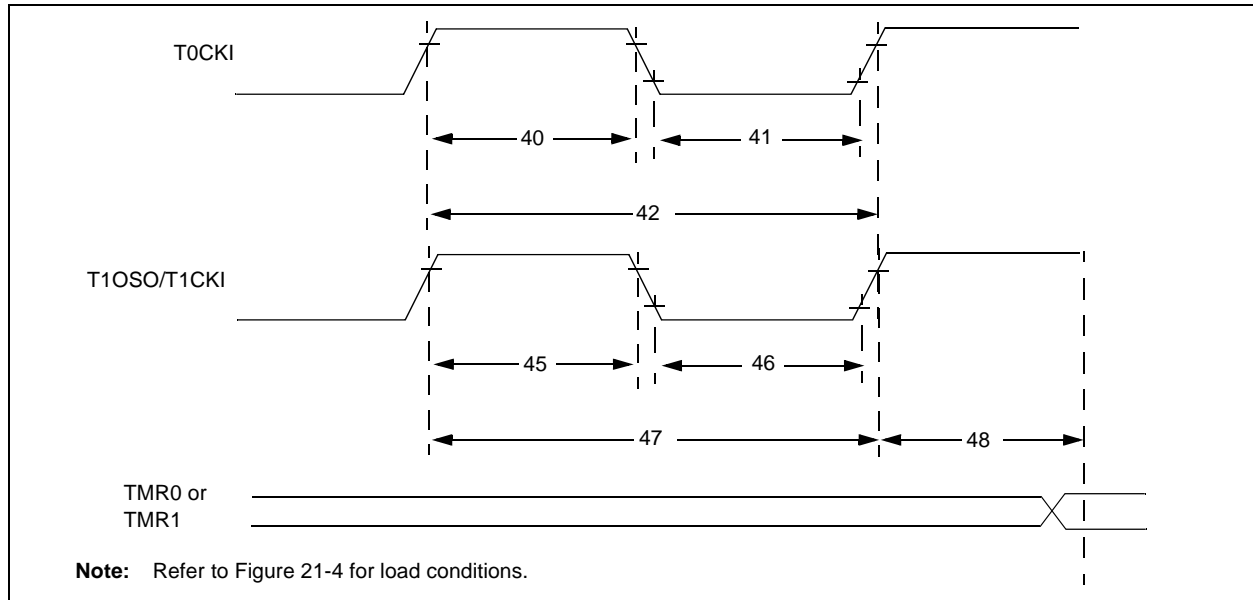 T0CKI
40
41
42
T1OSO/T1CKI
45
46
47
48
TMR0 or
TMR1
Note: Refer to Figure 21-4 for load conditions.